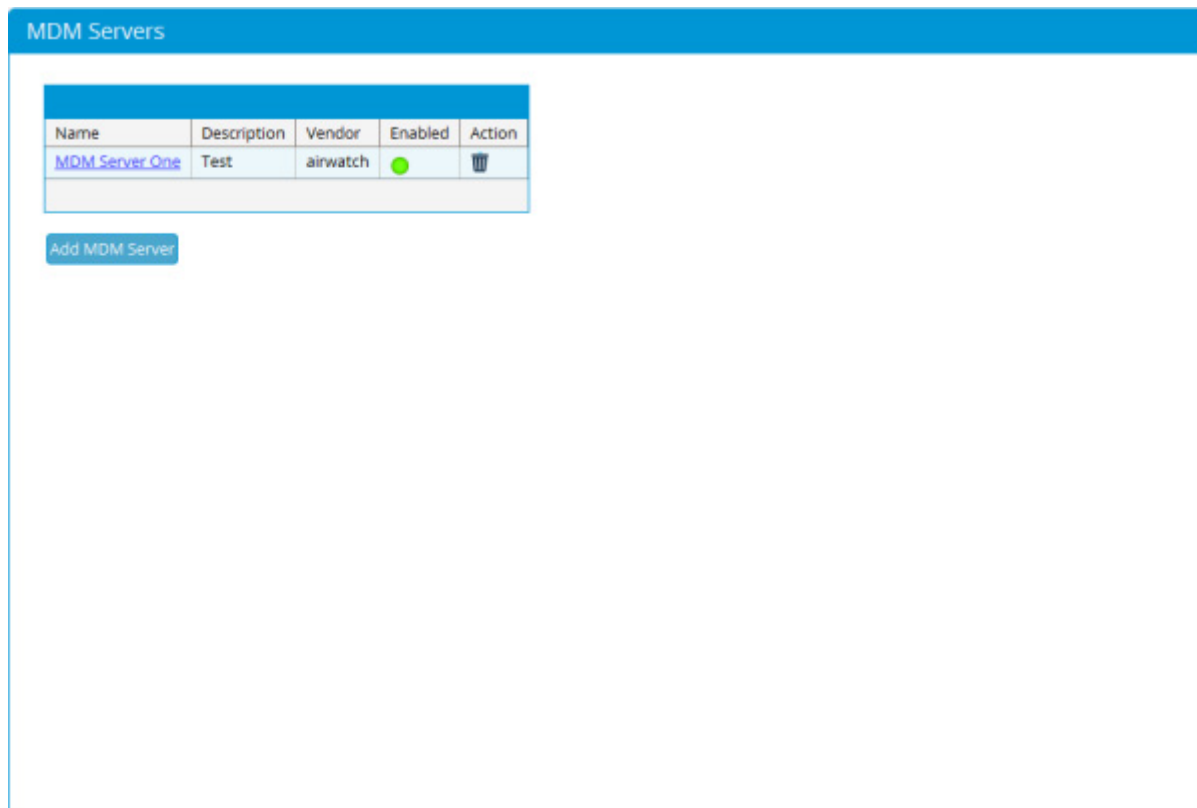 MDM Servers
Name Description Vendor Enabled Action
MDM Server One Test airwatch
Add MDM Server